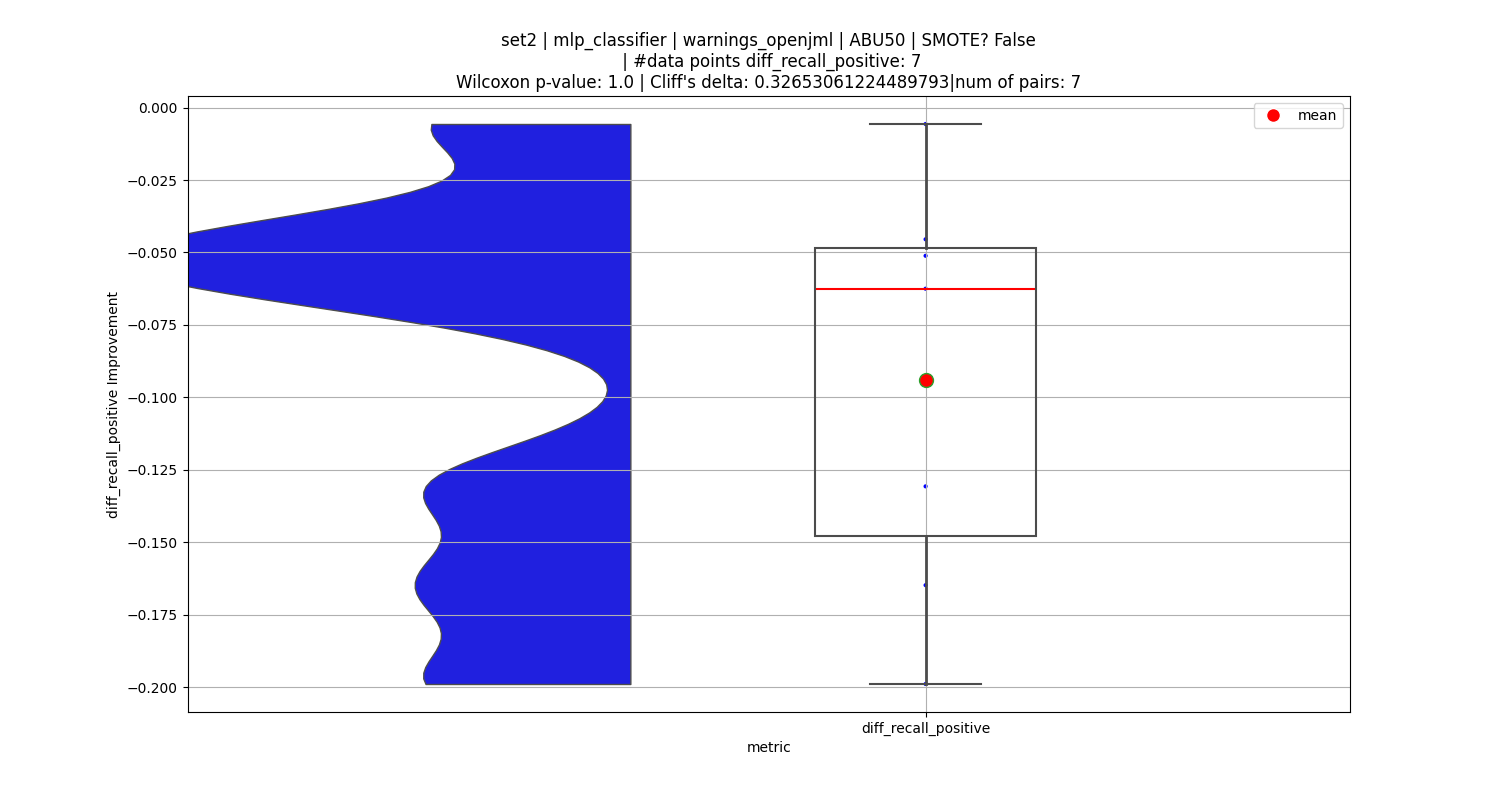 set2 | mlp_classifier | warnings_openjml | ABU50 | SMOTE? False
| #data points diff_recall_positive: 7
Wilcoxon p-value: 1.0 | Cliff's delta: 0.32653061224489793|num of pairs: 7
mean
0.000
−0.025
−0.050
−0.075
−0.100
−0.125
−0.150
−0.175
−0.200
diff_recall_positive Improvement
diff_recall_positive
metric